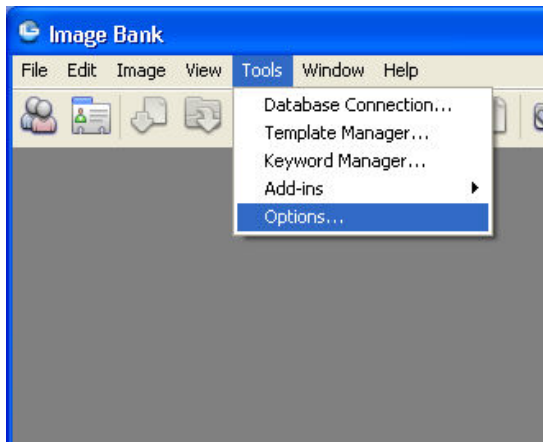 Image Bank
File Edit Image View Tools Window Help
Database Connection...
Template Manager...
Keyword Manager...
Add-ins
Options...